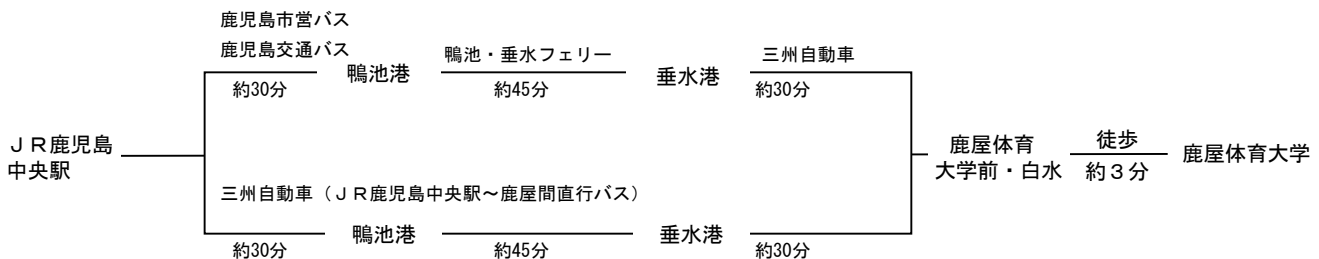 鹿児島市営バス
鹿児島交通バス
鴨池港
鴨池・垂水フェリー
垂水港
三州自動車
約30分
約45分
約30分
ＪＲ鹿児島
中央駅
鹿屋体育
大学前・白水
徒歩
約３分
鹿屋体育大学
三州自動車（ＪＲ鹿児島中央駅～鹿屋間直行バス）
鴨池港
垂水港
約30分
約45分
約30分